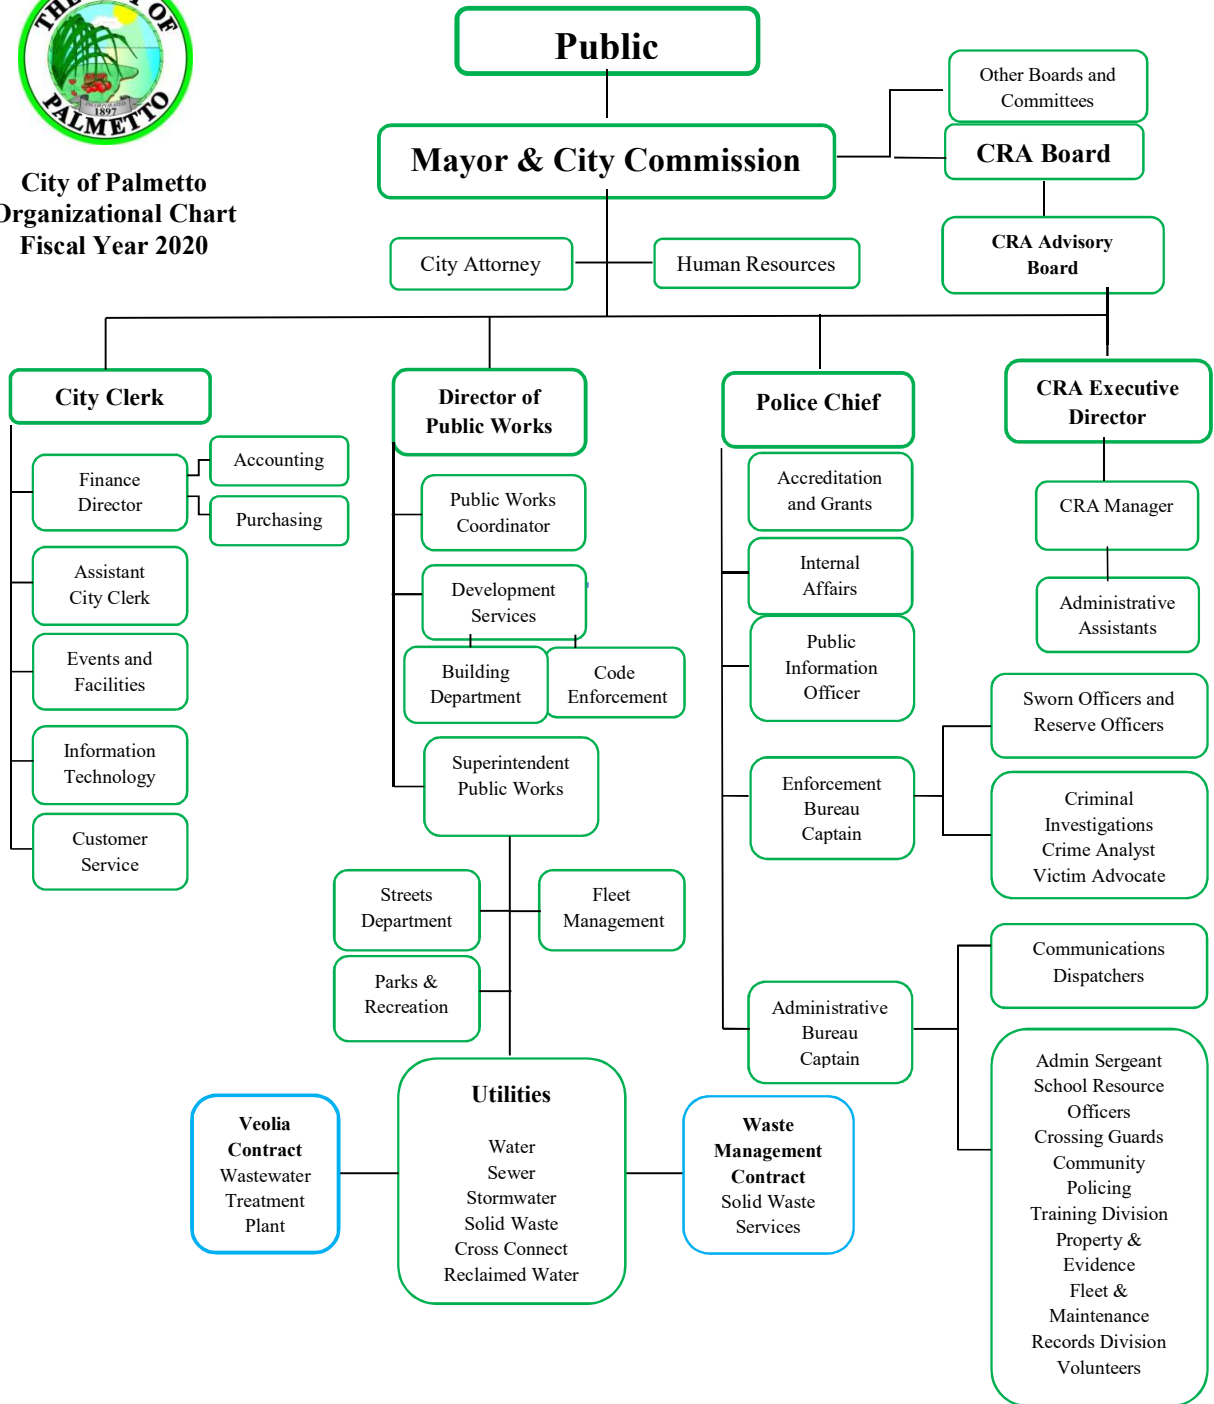 THE CITY OF
INCORPORATED
1897
PALMETTO
City of Palmetto
Organizational Chart
Fiscal Year 2020
Public
Mayor & City Commission
Other Boards and
Committees
CRA Board
CRA Advisory
Board
City Attorney
Human Resources
City Clerk
Finance
Director
Accounting
Purchasing
Assistant
City Clerk
Events and
Facilities
Information
Technology
Customer
Service
Director of
Public Works
Public Works
Coordinator
Development
Services
Building
Department
Code
Enforcement
Superintendent
Public Works
Streets
Department
Fleet
Management
Parks &
Recreation
Utilities
Water
Sewer
Stormwater
Solid Waste
Cross Connect
Reclaimed Water
Veolia
Contract
Wastewater
Treatment
Plant
Waste
Management
Contract
Solid Waste
Services
Police Chief
Accreditation
and Grants
Internal
Affairs
Public
Information
Officer
Enforcement
Bureau
Captain
Sworn Officers and
Reserve Officers
Criminal
Investigations
Crime Analyst
Victim Advocate
Administrative
Bureau
Captain
Communications
Dispatchers
Admin Sergeant
School Resource
Officers
Crossing Guards
Community
Policing
Training Division
Property &
Evidence
Fleet &
Maintenance
Records Division
Volunteers
CRA Executive
Director
CRA Manager
Administrative
Assistants